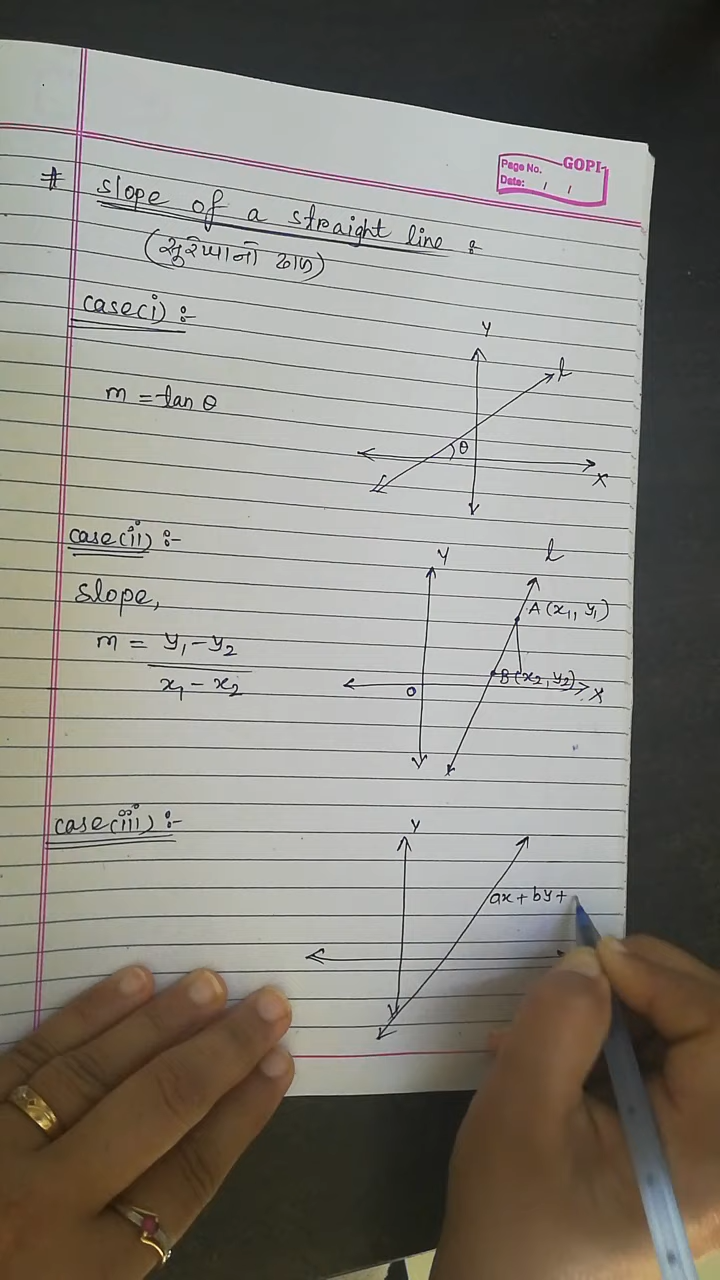 Page No. GOPI
Date: / /
# slope of a straight line :
(સુરેખાનો ઢાળ)
case(i) :-
y
l
m = tan θ
θ
x
case(ii) :-
y
l
slope,
A(x₁, y₁)
m = y₁ - y₂
x₁ - x₂
B(x₂, y₂)
o
x
case(iii) :-
y
ax + by +